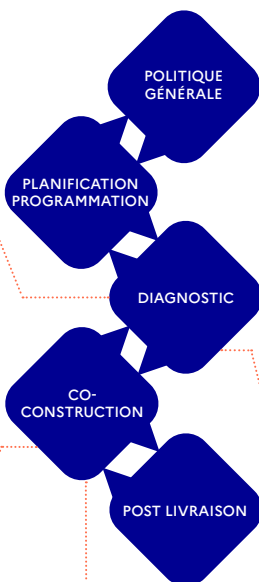 POLITIQUE
GÉNÉRALE
PLANIFICATION
PROGRAMMATION
DIAGNOSTIC
CO-
CONSTRUCTION
POST LIVRAISON